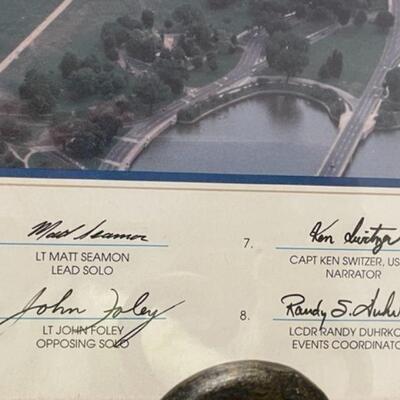 Matt Seamon
LT MATT SEAMON
LEAD SOLO
7. Ken Switzer
CAPT KEN SWITZER, US
NARRATOR
John Foley
LT JOHN FOLEY
OPPOSING SOLO
8. Randy S.
LCDR RANDY DUHRKO
EVENTS COORDINATO